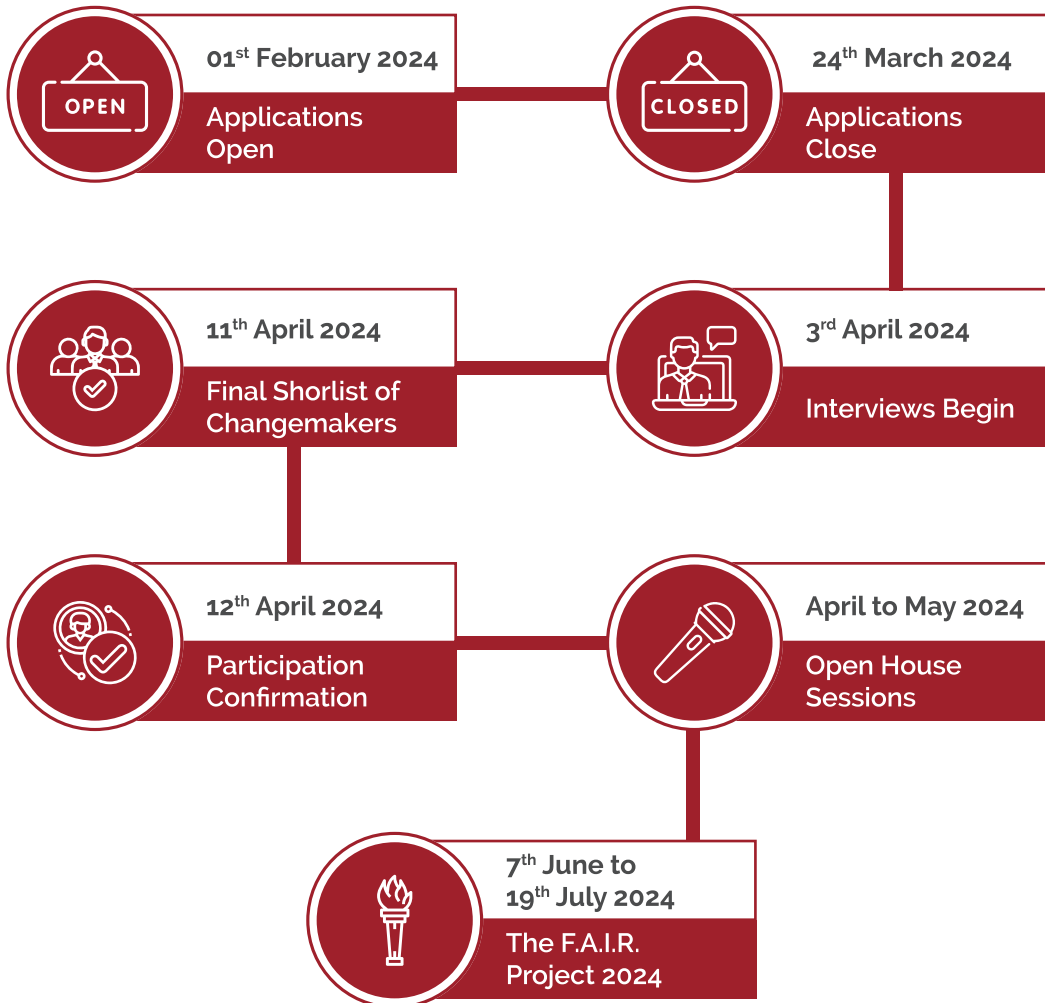 OPEN
01st February 2024
Applications
Open
CLOSED
24th March 2024
Applications
Close
3rd April 2024
Interviews Begin
11th April 2024
Final Shorlist of
Changemakers
12th April 2024
Participation
Confirmation
April to May 2024
Open House
Sessions
7th June to
19th July 2024
The F.A.I.R.
Project 2024